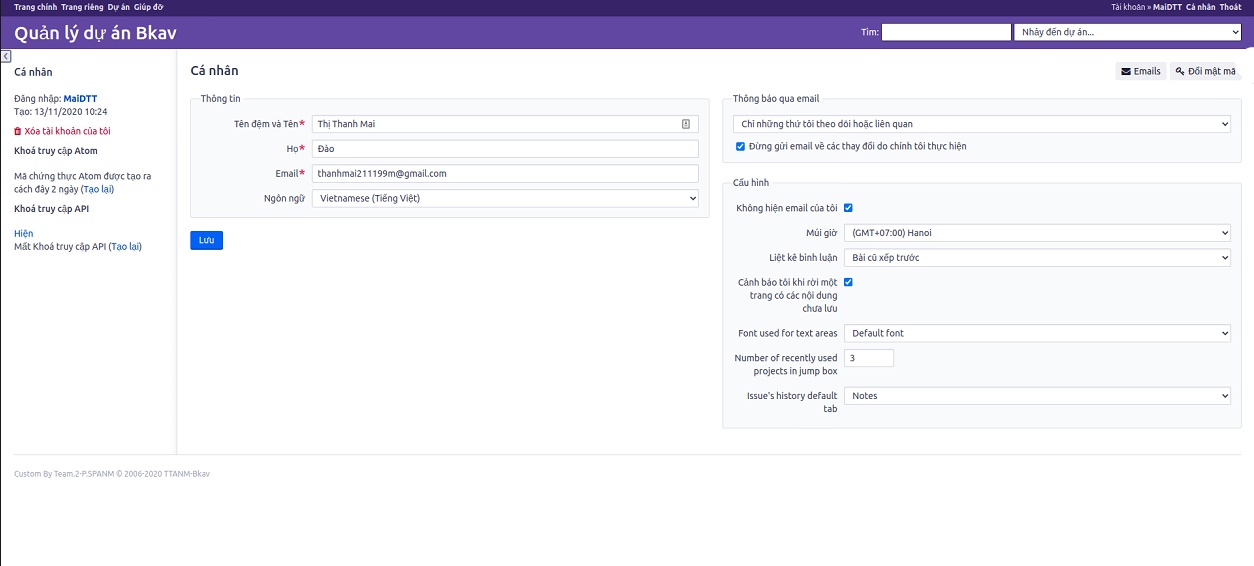 Trang chính Trang riêng Dự án Giúp đỡ
Tài khoản » MaiDTT Cá nhân Thoát
Quản lý dự án Bkav
Tìm:
Nhảy đến dự án...
Cá nhân
Đăng nhập: MaiDTT
Tạo: 13/11/2020 10:24
Xóa tài khoản của tôi
Khoá truy cập Atom
Mã chứng thực Atom được tạo ra
cách đây 2 ngày (Tạo lại)
Khoá truy cập API
Hiện
Mất Khoá truy cập API (Tạo lại)
Cá nhân
Emails
Đổi mật mã
Thông tin
Tên đệm và Tên*
Thị Thanh Mai
Họ*
Đào
Email*
thanhmai211199m@gmail.com
Ngôn ngữ
Vietnamese (Tiếng Việt)
Lưu
Thông báo qua email
Chỉ những thứ tôi theo dõi hoặc liên quan
Đừng gửi email về các thay đổi do chính tôi thực hiện
Cấu hình
Không hiện email của tôi
Múi giờ
(GMT+07:00) Hanoi
Liệt kê bình luận
Bài cũ xếp trước
Cảnh báo tôi khi rời một
trang có các nội dung
chưa lưu
Font used for text areas
Default font
Number of recently used
projects in jump box
3
Issue's history default
tab
Notes
Custom By Team.2-P.SPANM © 2006-2020 TTANM-Bkav